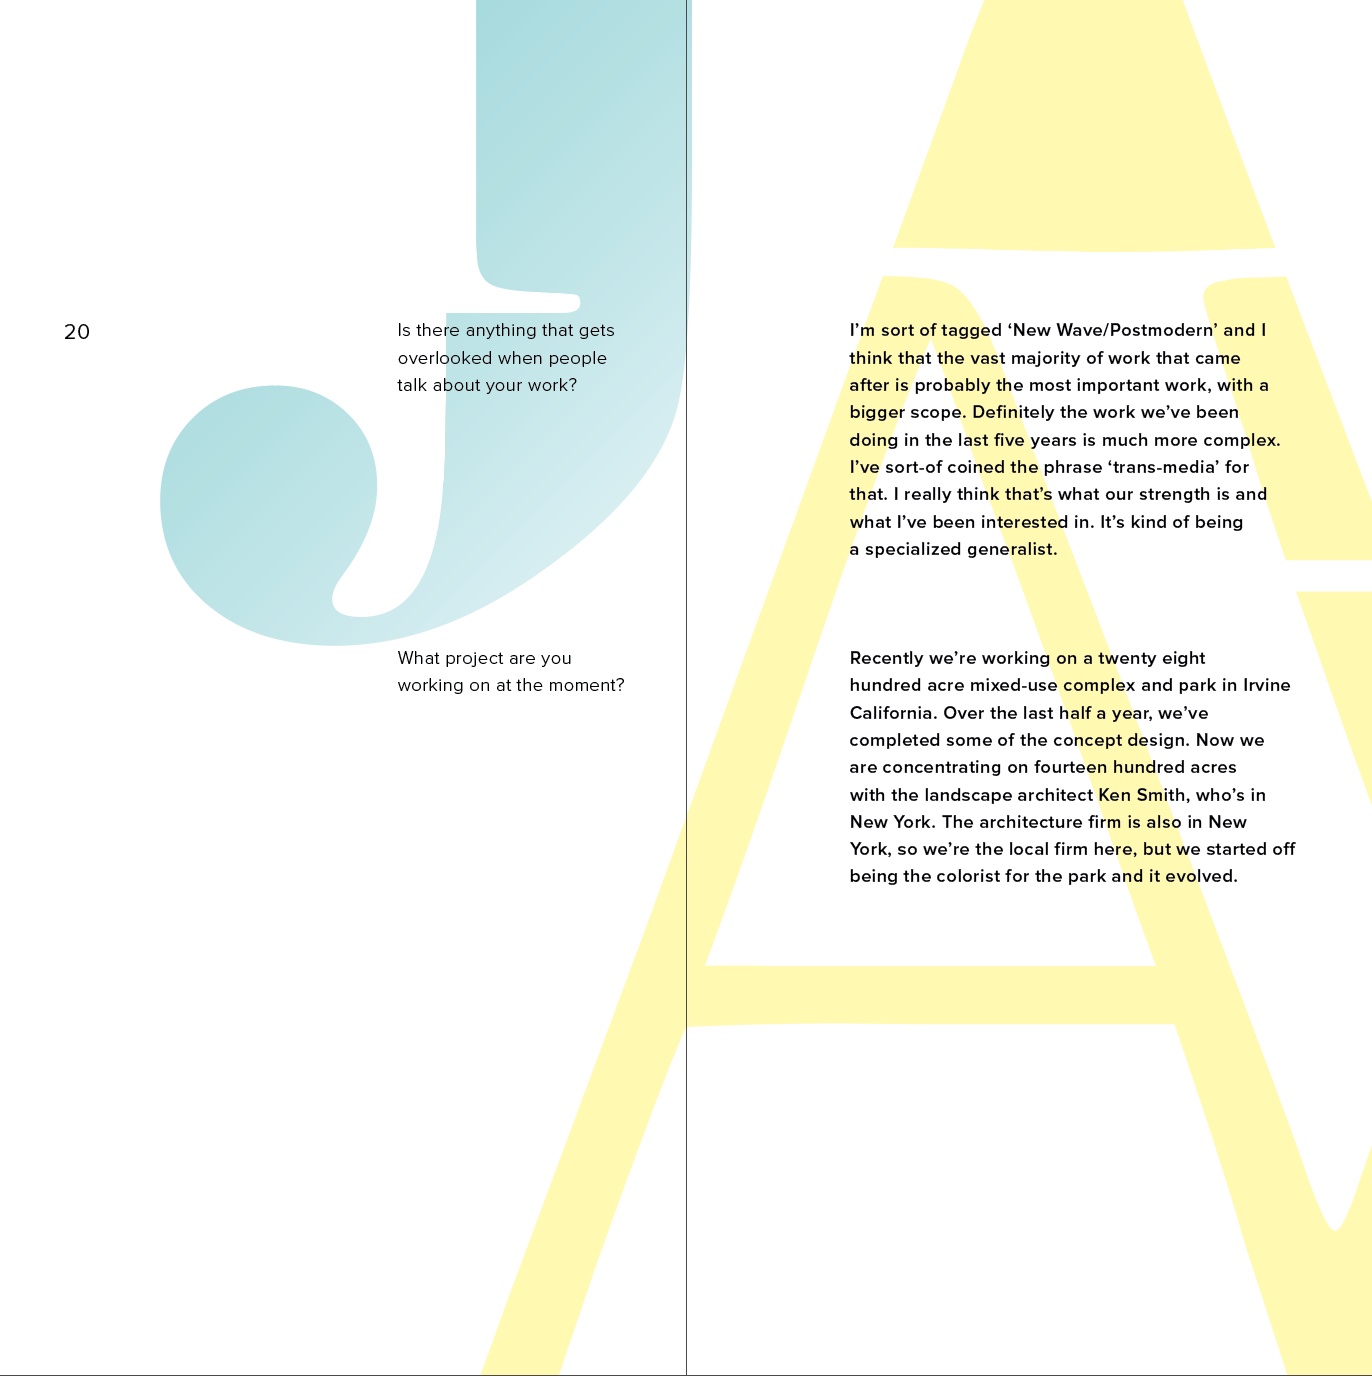 20
Is there anything that gets
overlooked when people
talk about your work?
I’m sort of tagged ‘New Wave/Postmodern’ and I
think that the vast majority of work that came
after is probably the most important work, with a
bigger scope. Definitely the work we’ve been
doing in the last five years is much more complex.
I’ve sort-of coined the phrase ‘trans-media’ for
that. I really think that’s what our strength is and
what I’ve been interested in. It’s kind of being
a specialized generalist.
What project are you
working on at the moment?
Recently we’re working on a twenty eight
hundred acre mixed-use complex and park in Irvine
California. Over the last half a year, we’ve
completed some of the concept design. Now we
are concentrating on fourteen hundred acres
with the landscape architect Ken Smith, who’s in
New York. The architecture firm is also in New
York, so we’re the local firm here, but we started off
being the colorist for the park and it evolved.